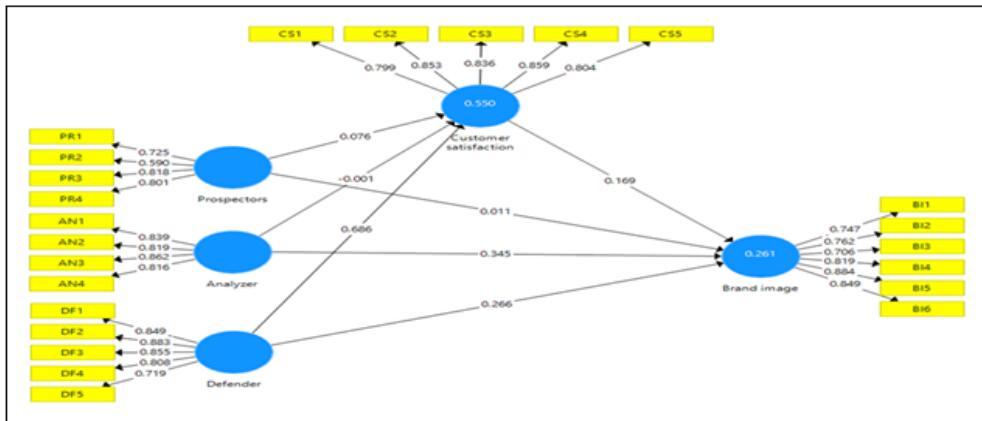 CS1 CS2 CS3 CS4 CS5
0.799 0.853 0.836 0.859 0.804
0.550
Customer
satisfaction
PR1
PR2
PR3
PR4
0.725
0.590
0.818
0.801
Prospectors
0.076
-0.001
0.686
0.169
0.011
0.345
0.266
AN1
AN2
AN3
AN4
0.839
0.819
0.862
0.816
Analyzer
DF1
DF2
DF3
DF4
DF5
0.849
0.883
0.855
0.808
0.719
Defender
0.261
Brand image
0.747
0.762
0.706
0.819
0.884
0.849
BI1
BI2
BI3
BI4
BI5
BI6